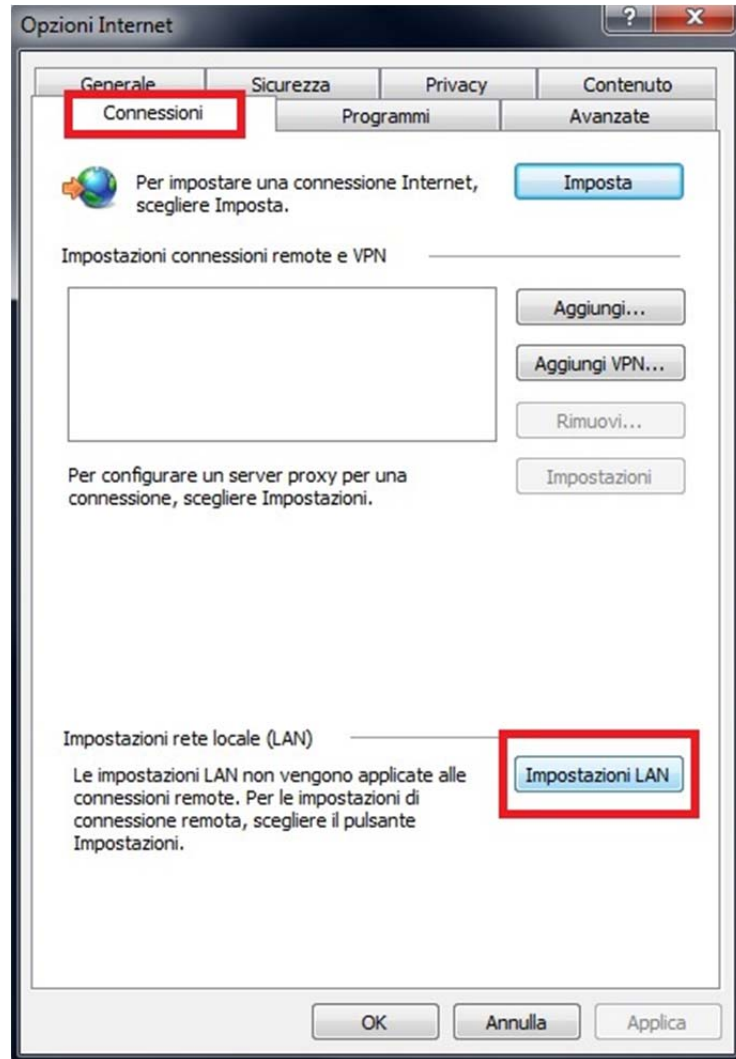 Opzioni Internet
?
X
Generale
Sicurezza
Privacy
Contenuto
Connessioni
Programmi
Avanzate
Per impostare una connessione Internet,
scegliere Imposta.
Imposta
Impostazioni connessioni remote e VPN
Aggiungi...
Aggiungi VPN...
Rimuovi...
Per configurare un server proxy per una
connessione, scegliere Impostazioni.
Impostazioni
Impostazioni rete locale (LAN)
Le impostazioni LAN non vengono applicate alle
connessioni remote. Per le impostazioni di
connessione remota, scegliere il pulsante
Impostazioni.
Impostazioni LAN
OK
Annulla
Applica